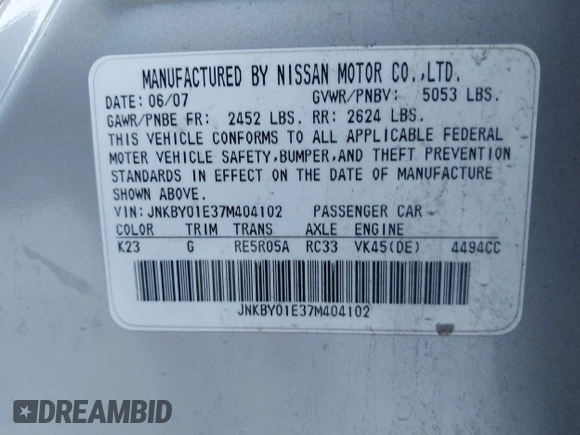 MANUFACTURED BY NISSAN MOTOR CO.,LTD.
DATE: 06/07 GVWR/PNBV: 5053 LBS.
GAWR/PNBE FR: 2452 LBS. RR: 2624 LBS.
THIS VEHICLE CONFORMS TO ALL APPLICABLE FEDERAL
MOTER VEHICLE SAFETY,BUMPER,AND THEFT PREVENTION
STANDARDS IN EFFECT ON THE DATE OF MANUFACTURE
SHOWN ABOVE.
VIN: JNKBY01E37M404102 PASSENGER CAR
COLOR TRIM TRANS AXLE ENGINE
K23 G RE5R05A RC33 VK45(DE) 4494CC
JNKBY01E37M404102
DREAMBID